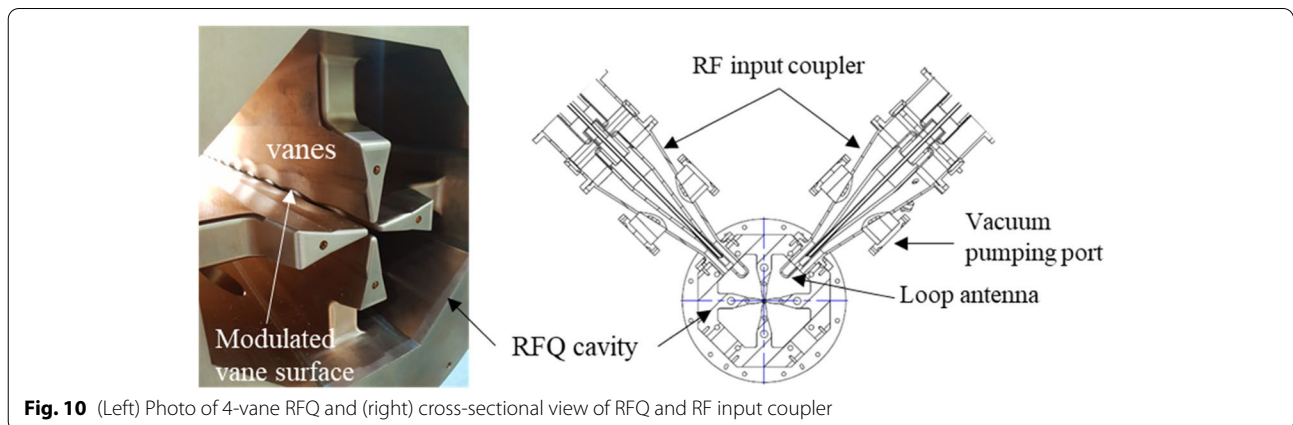 vanes
Modulated
vane surface
RF input coupler
Vacuum
pumping port
Loop antenna
RFQ cavity
Fig. 10 (Left) Photo of 4-vane RFQ and (right) cross-sectional view of RFQ and RF input coupler